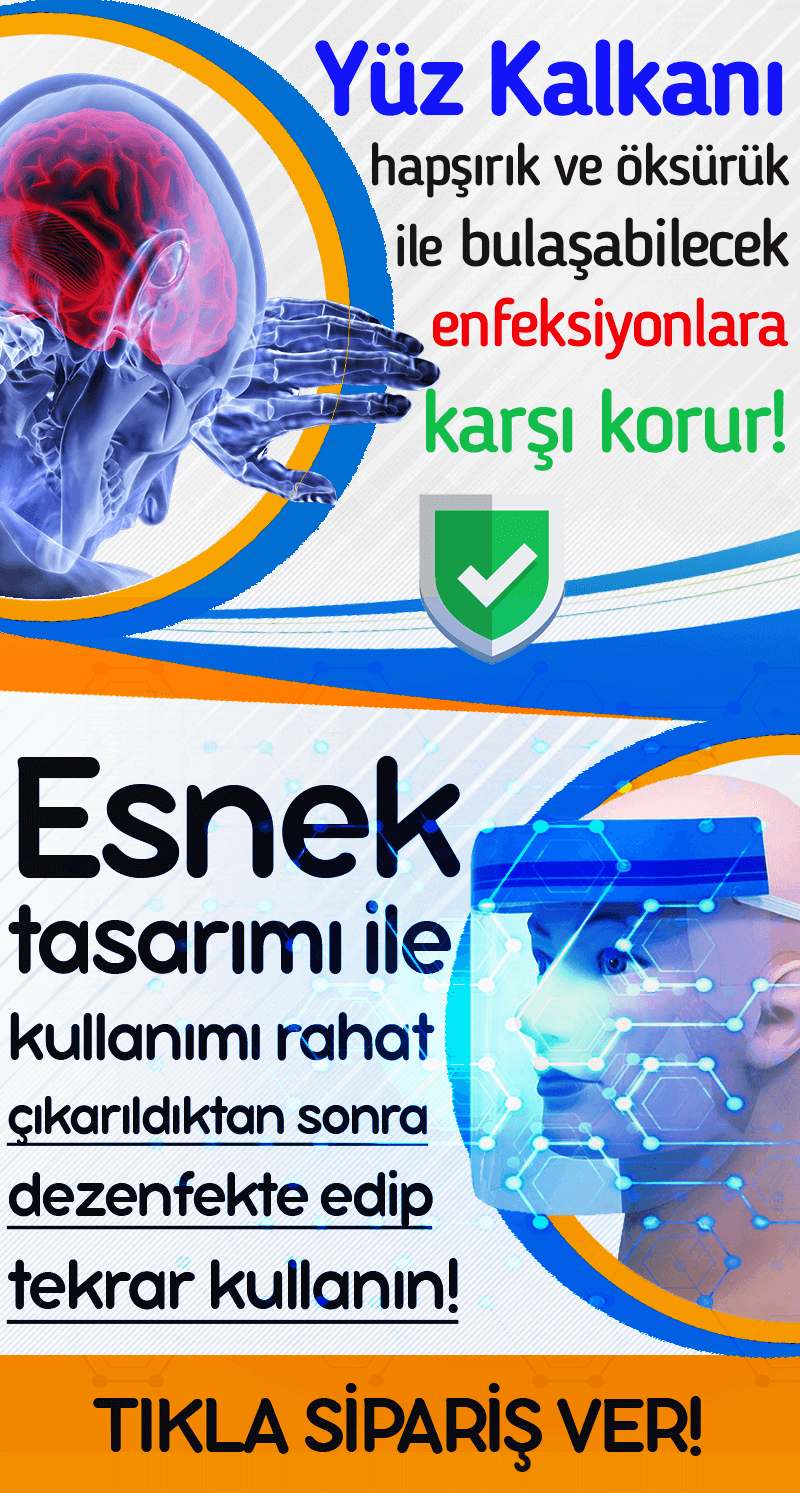 Yüz Kalkanı
hapşırık ve öksürük
ile bulaşabilecek
enfeksiyonlara
karşı korur!
Esnek
tasarımı ile
kullanımı rahat
çıkarıldıktan sonra
dezenfekte edip
tekrar kullanın!
TIKLA SİPARİŞ VER!